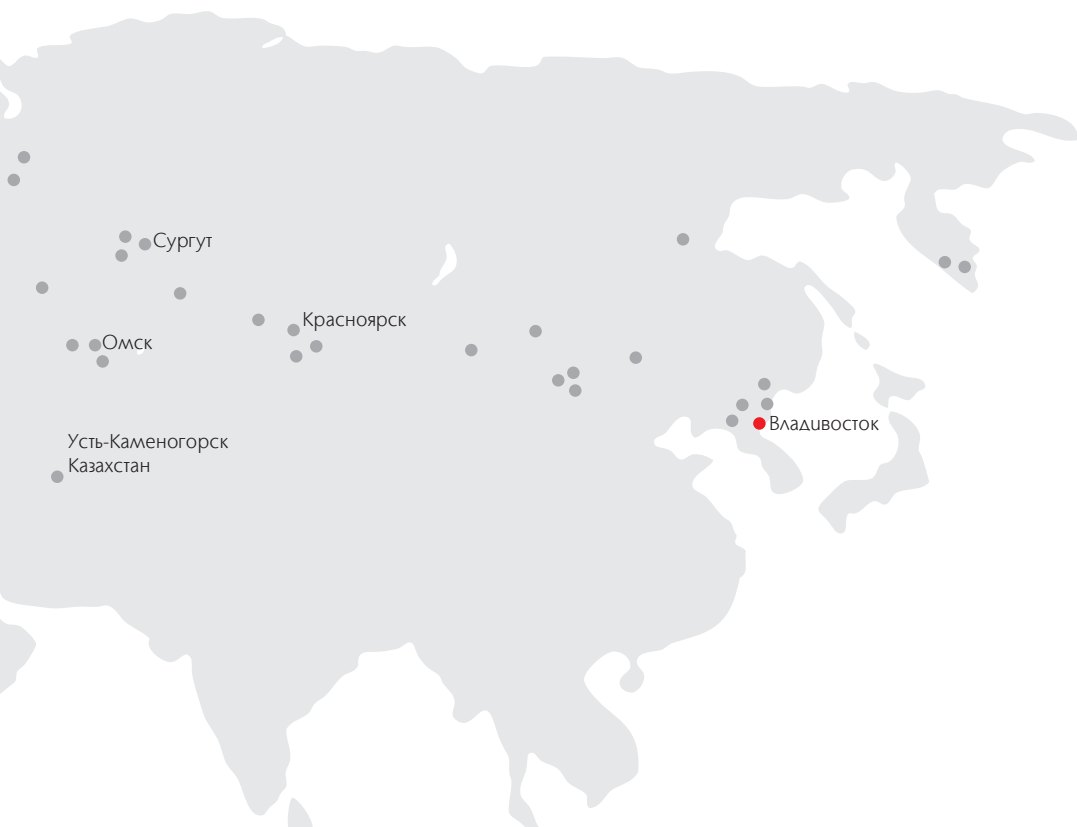 Сургут
Красноярск
Омск
Владивосток
Усть-Каменогорск
Казахстан